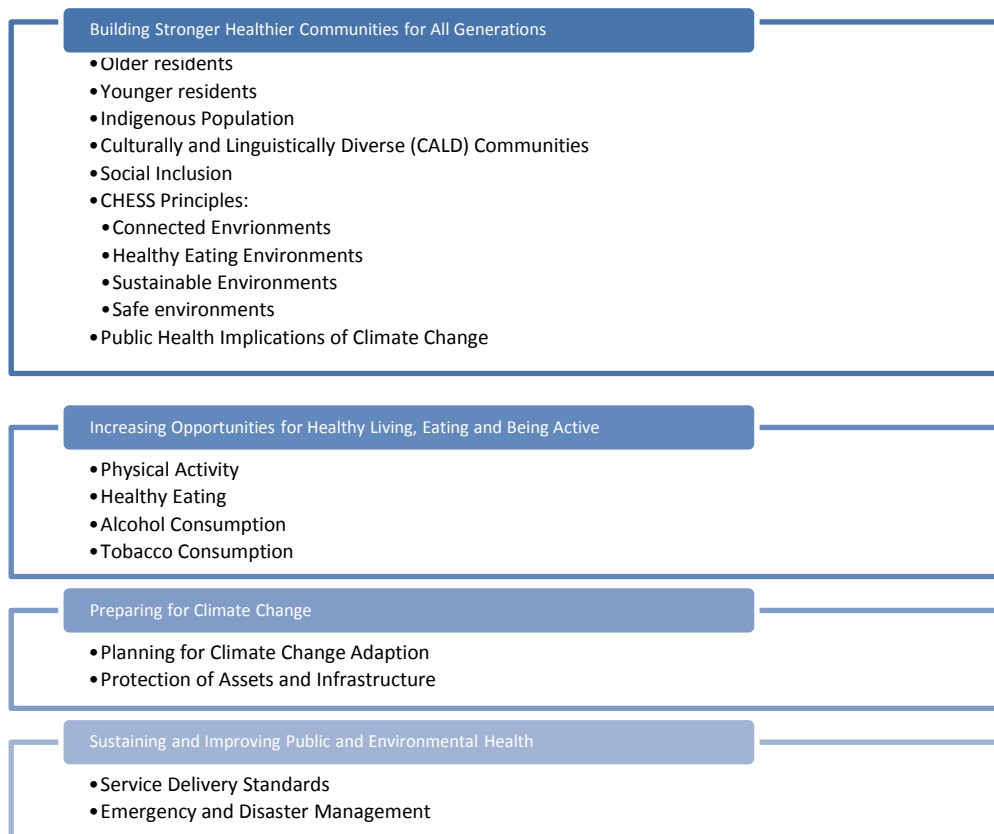 Building Stronger Healthier Communities for All Generations
•Older residents
•Younger residents
•Indigenous Population
•Culturally and Linguistically Diverse (CALD) Communities
•Social Inclusion
•CHESS Principles:
•Connected Envrionments
•Healthy Eating Environments
•Sustainable Environments
•Safe environments
•Public Health Implications of Climate Change
Increasing Opportunities for Healthy Living, Eating and Being Active
•Physical Activity
•Healthy Eating
•Alcohol Consumption
•Tobacco Consumption
Preparing for Climate Change
•Planning for Climate Change Adaption
•Protection of Assets and Infrastructure
Sustaining and Improving Public and Environmental Health
•Service Delivery Standards
•Emergency and Disaster Management